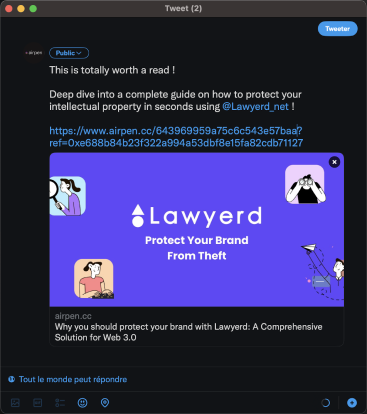 Tweet (2)
Tweeter
airpen
Public
This is totally worth a read !
Deep dive into a complete guide on how to protect your
intellectual property in seconds using @Lawyerd_net !
https://www.airpen.cc/643969959a75c6c543e57baa?
ref=0xe688b84b23f322a994a53dbf8e15fa82cdb71127
Lawyerd
Protect Your Brand
From Theft
airpen.cc
Why you should protect your brand with Lawyerd: A Comprehensive
Solution for Web 3.0
Tout le monde peut répondre